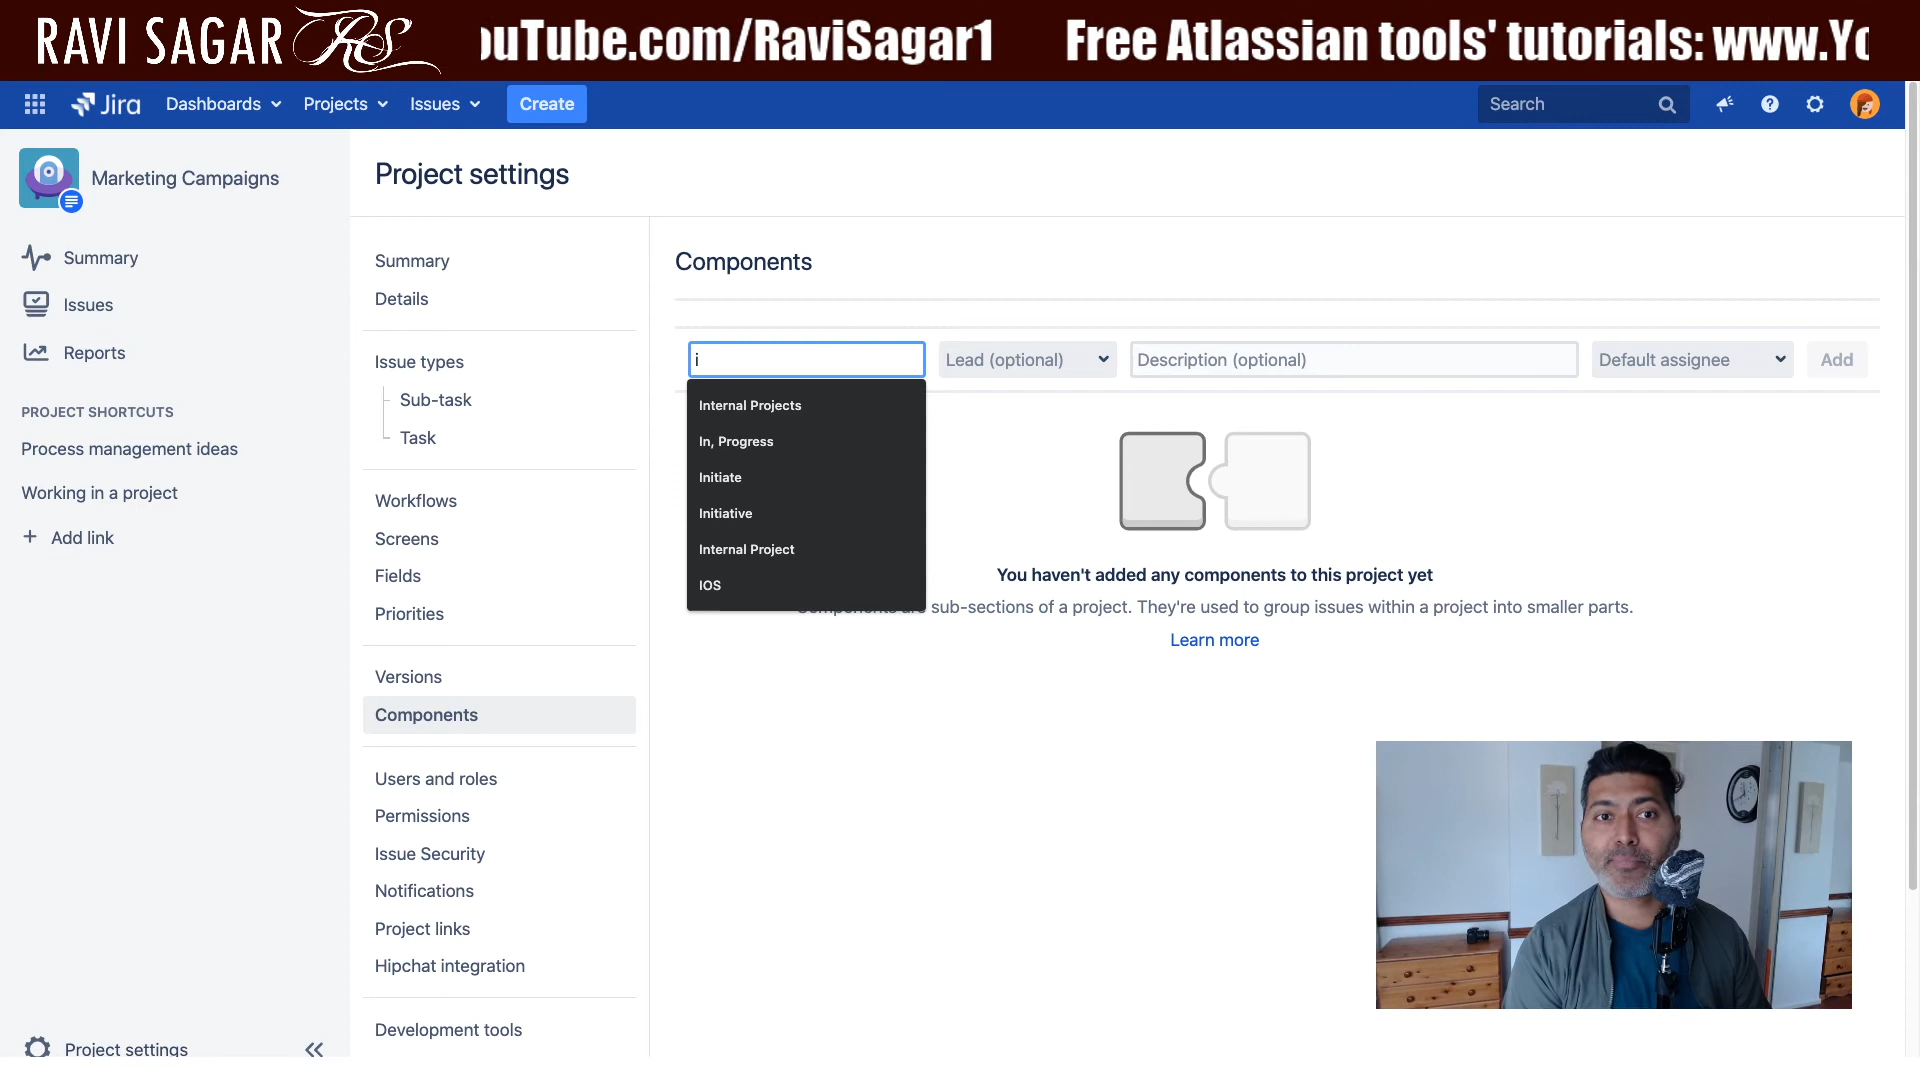 RAVI SAGAR RS
ouTube.com/RaviSagar1 Free Atlassian tools' tutorials: www.Yo
Jira Dashboards Projects Issues Create Search
Marketing Campaigns
Summary
Issues
Reports
PROJECT SHORTCUTS
Process management ideas
Working in a project
+ Add link
Project settings
Project settings
Summary
Details
Issue types
Sub-task
Task
Workflows
Screens
Fields
Priorities
Versions
Components
Users and roles
Permissions
Issue Security
Notifications
Project links
Hipchat integration
Development tools
Components
i Lead (optional) Description (optional) Default assignee Add
Internal Projects
In, Progress
Initiate
Initiative
Internal Project
IOS
You haven't added any components to this project yet
sub-sections of a project. They're used to group issues within a project into smaller parts.
Learn more